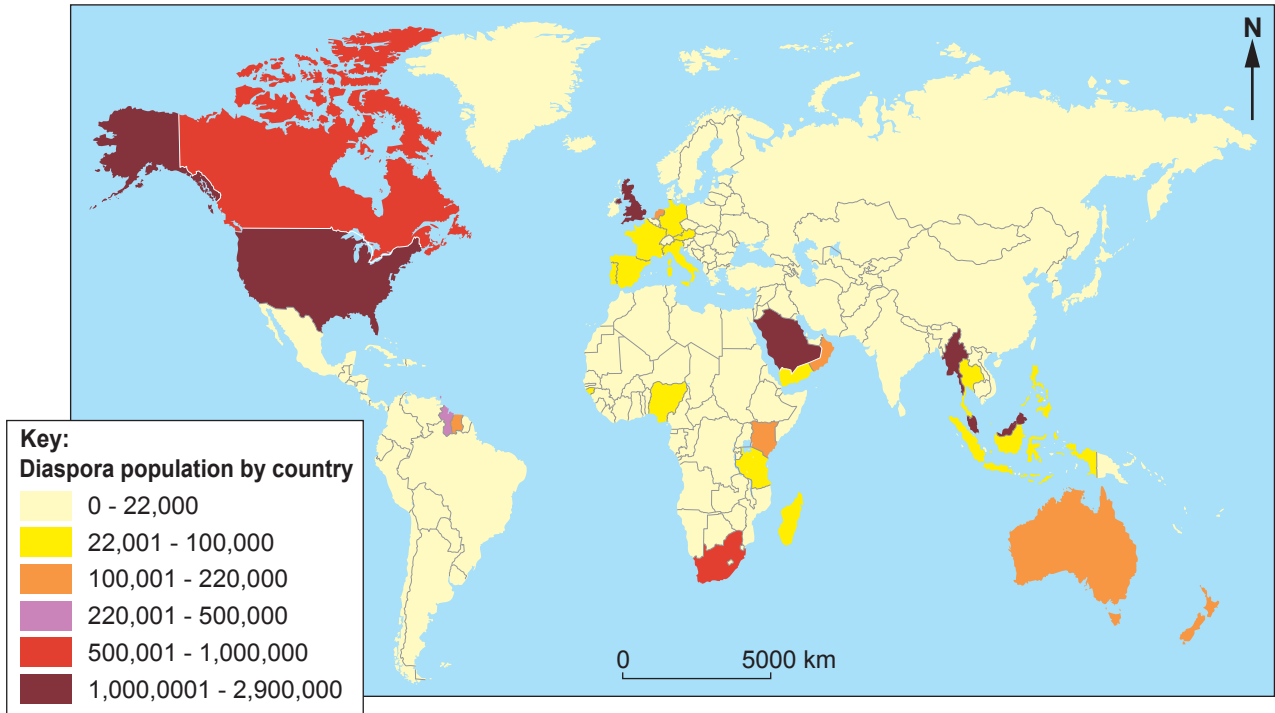 N
Key:
Diaspora population by country
0 - 22,000
22,001 - 100,000
100,001 - 220,000
220,001 - 500,000
500,001 - 1,000,000
1,000,0001 - 2,900,000
0 5000 km